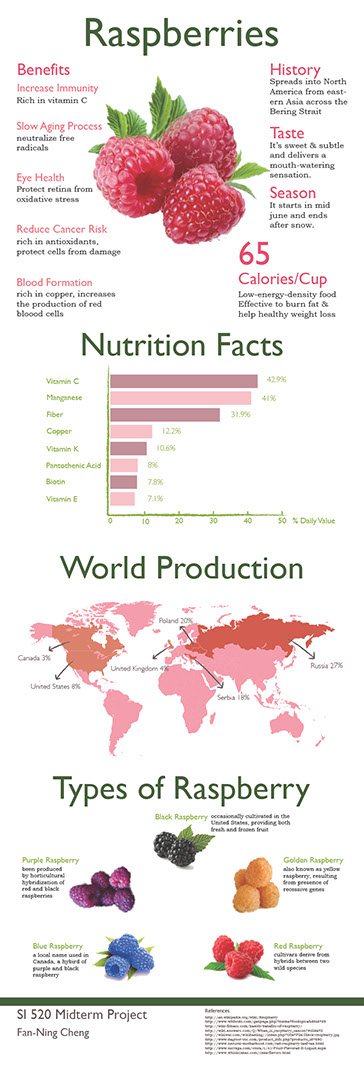 Raspberries
Benefits
Increase Immunity
Rich in vitamin C
Slow Aging Process
neutralize free
radicals
Eye Health
Protect retina from
oxidative stress
Reduce Cancer Risk
rich in antioxidants,
protect cells from damage
Blood Formation
rich in copper, increases
the production of red
bloood cells
History
Spreads into North
America from east-
ern Asia across the
Bering Strait
Taste
It's sweet & subtle
and delivers a
mouth-watering
sensation.
Season
It starts in mid
june and ends
after snow.
65
Calories/Cup
Low-energy-density food
Effective to burn fat &
help healthy weight loss
Nutrition Facts
Vitamin C 42.9%
Manganese 41%
Fiber 31.9%
Copper 12.2%
Vitamin K 10.6%
Pantothenic Acid 8%
Biotin 7.8%
Vitamin E 7.1%
0 10 20 30 40 50 % Daily Value
World Production
Poland 20%
Canada 3%
United Kingdom 4%
Russia 27%
United States 8%
Serbia 18%
Types of Raspberry
Black Raspberry
occasionally cultivated in the
United States, providing both
fresh and frozen fruit
Purple Raspberry
been produced
by horticultural
hybridization of
red and black
raspberries
Golden Raspberry
also known as yellow
raspberry, resulting
from presence of
recessive genes
Blue Raspberry
a local name used in
Canada, a hybird of
purple and black
raspberry
Red Raspberry
cultivars derive from
hybrids between two
wild species
SI 520 Midterm Project
Fan-Ning Cheng
References